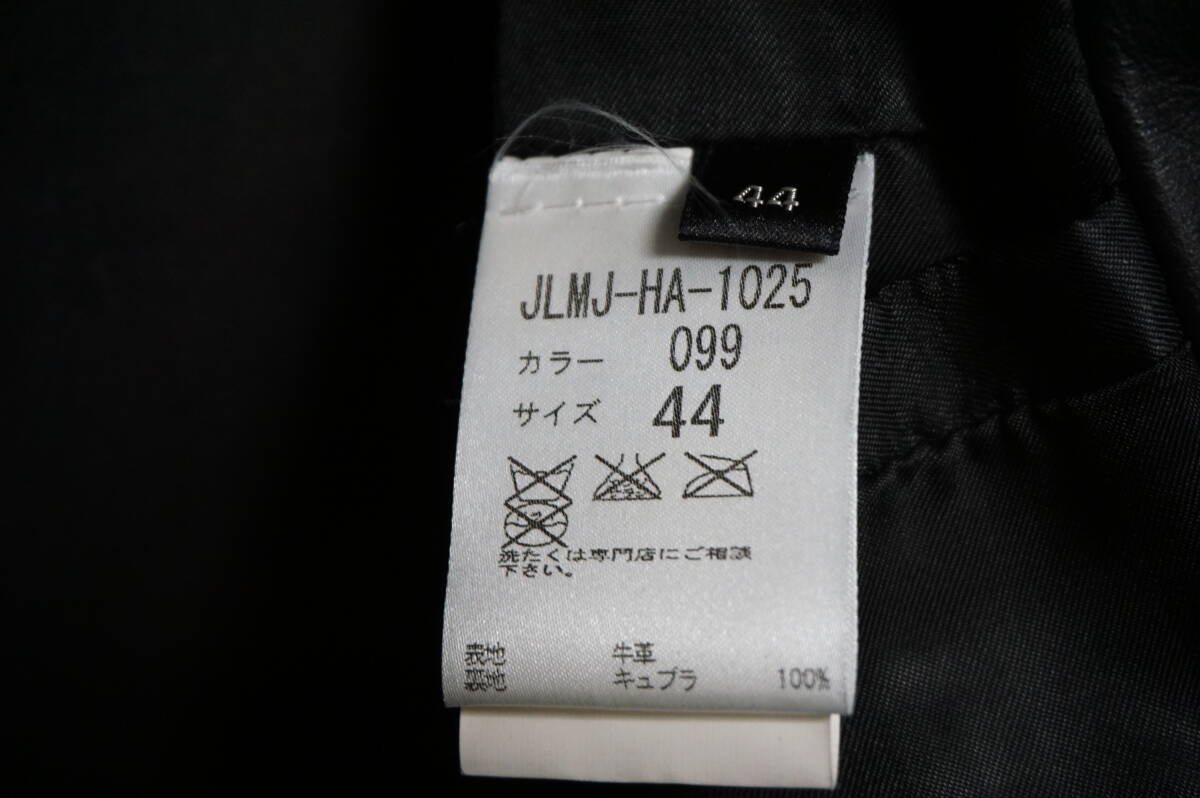 44
JLMJ-HA-1025
カラー 099
サイズ 44
洗たくは専門店にご相談
下さい。
表地 牛革
裏地 キュプラ 100%